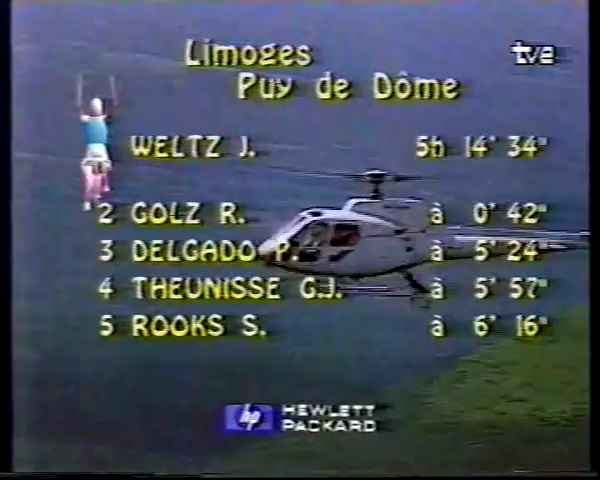 Limoges
tve
Puy de Dôme
WELTZ J. 5h 14' 34"
2 GOLZ R. à 0' 42"
3 DELGADO P. à 5' 24"
4 THEUNISSE G.J. à 5' 57"
5 ROOKS S. à 6' 16"
hp HEWLETT
PACKARD